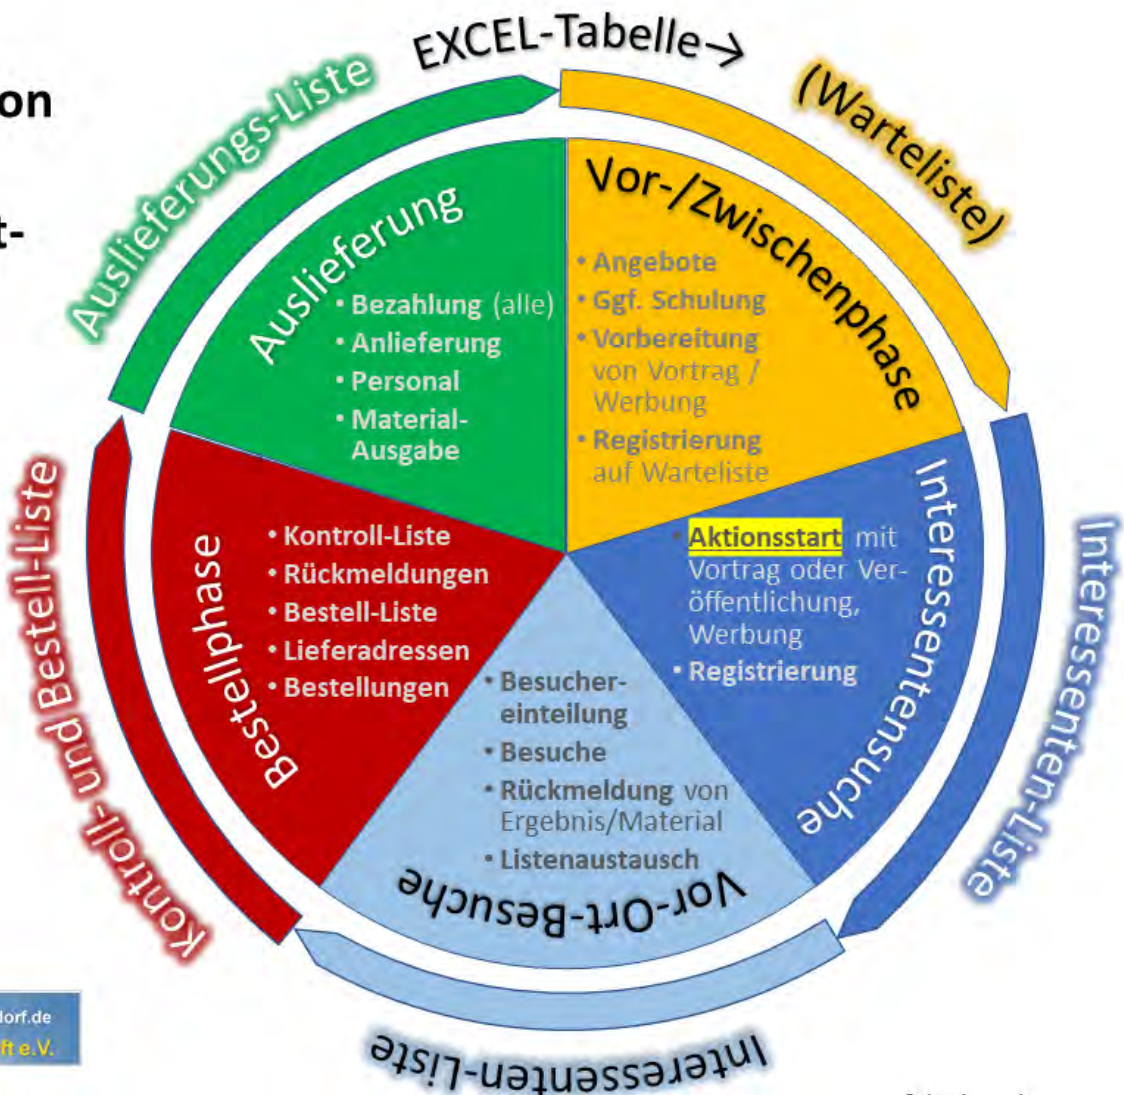 on
t-
EXCEL-Tabelle→
(Warteliste)
Vor-/Zwischenphase
• Angebote
• Ggf. Schulung
• Vorbereitung
von Vortrag /
Werbung
• Registrierung
auf Warteliste
Interessenten-Liste
Interessentensuche
• Aktionsstart mit
Vortrag oder Ver-
öffentlichung,
Werbung
• Registrierung
Interessenten-Liste
Vor-Ort-Besuche
• Besucher-
einteilung
• Besuche
• Rückmeldung von
Ergebnis/Material
• Listenaustausch
Kontroll- und Bestell-Liste
Bestellphase
• Kontroll-Liste
• Rückmeldungen
• Bestell-Liste
• Lieferadressen
• Bestellungen
Auslieferungs-Liste
Auslieferung
• Bezahlung (alle)
• Anlieferung
• Personal
• Material-
Ausgabe
dorf.de
ft e.V.